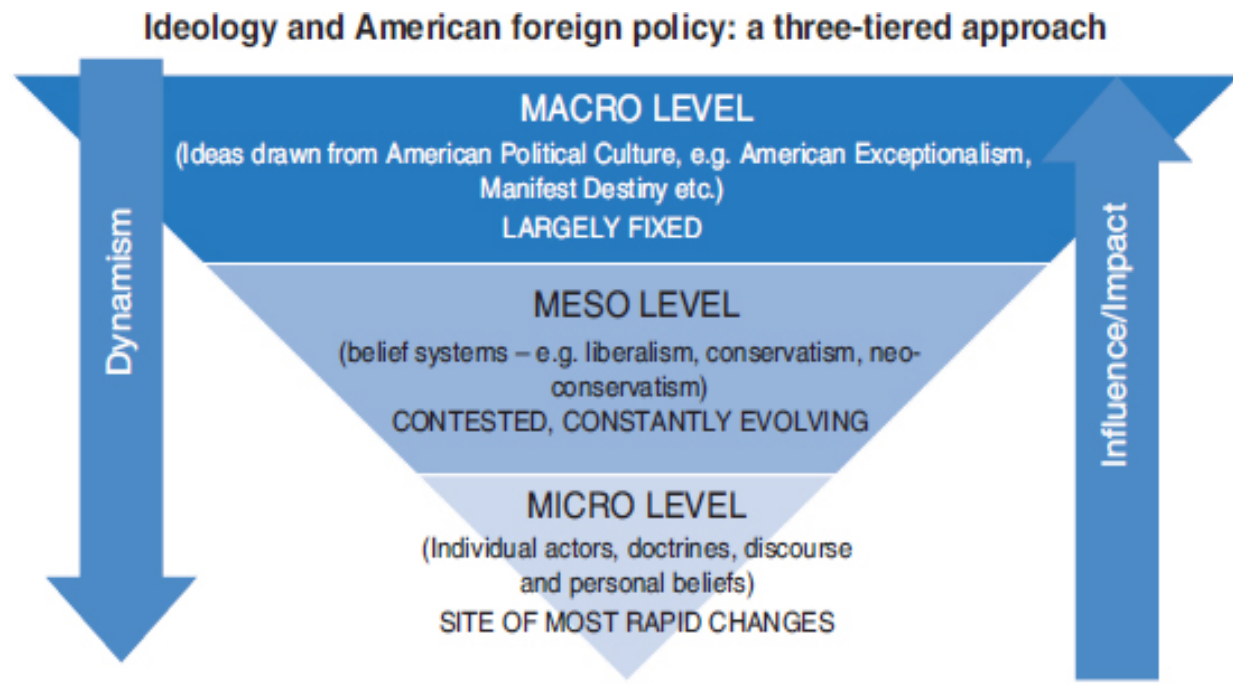 Ideology and American foreign policy: a three-tiered approach
MACRO LEVEL
(Ideas drawn from American Political Culture, e.g. American Exceptionalism,
Manifest Destiny etc.)
LARGELY FIXED
Dynamism
MESO LEVEL
(belief systems – e.g. liberalism, conservatism, neo-
conservatism)
CONTESTED, CONSTANTLY EVOLVING
Influence/Impact
MICRO LEVEL
(Individual actors, doctrines, discourse
and personal beliefs)
SITE OF MOST RAPID CHANGES